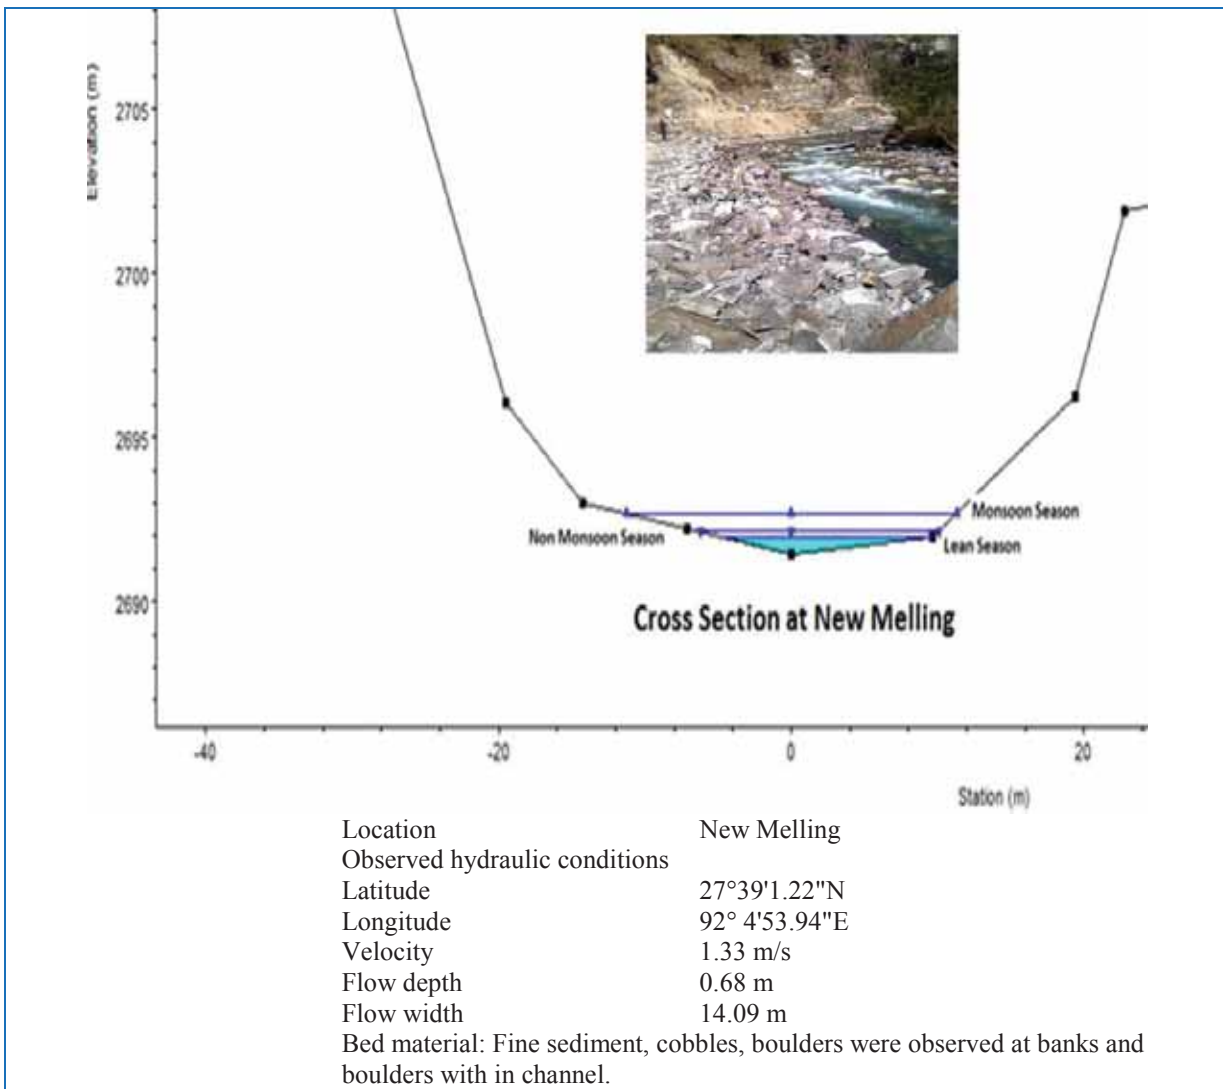 Elevation (m)
2705
2700
2695
2690
Monsoon Season
Non Monsoon Season
Lean Season
Cross Section at New Melling
-40
-20
0
20
Station (m)
Location New Melling
Observed hydraulic conditions
Latitude 27°39'1.22"N
Longitude 92° 4'53.94"E
Velocity 1.33 m/s
Flow depth 0.68 m
Flow width 14.09 m
Bed material: Fine sediment, cobbles, boulders were observed at banks and
boulders with in channel.